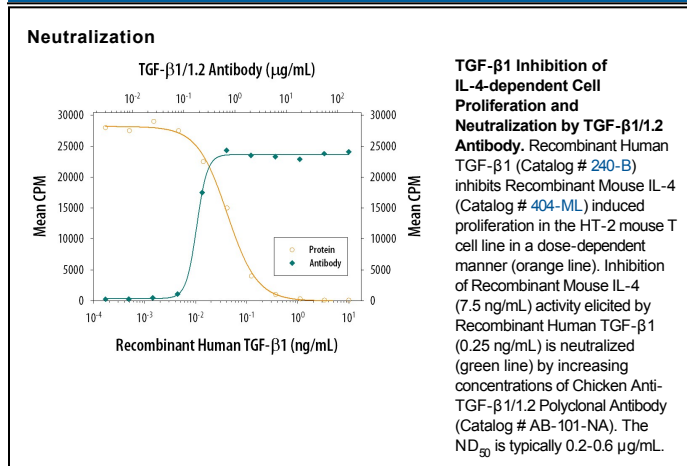 Neutralization
TGF-β1/1.2 Antibody (μg/mL)
10⁻² 10⁻¹ 10⁰ 10¹ 10²
30000 30000
25000 25000
20000 20000
15000 15000
10000 10000
5000 5000
0 0
Mean CPM
Mean CPM
Protein
Antibody
10⁻⁴ 10⁻³ 10⁻² 10⁻¹ 10⁰ 10¹
Recombinant Human TGF-β1 (ng/mL)
TGF-β1 Inhibition of
IL-4-dependent Cell
Proliferation and
Neutralization by TGF-β1/1.2
Antibody. Recombinant Human
TGF-β1 (Catalog # 240-B)
inhibits Recombinant Mouse IL-4
(Catalog # 404-ML) induced
proliferation in the HT-2 mouse T
cell line in a dose-dependent
manner (orange line). Inhibition
of Recombinant Mouse IL-4
(7.5 ng/mL) activity elicited by
Recombinant Human TGF-β1
(0.25 ng/mL) is neutralized
(green line) by increasing
concentrations of Chicken Anti-
TGF-β1/1.2 Polyclonal Antibody
(Catalog # AB-101-NA). The
ND₅₀ is typically 0.2-0.6 μg/mL.